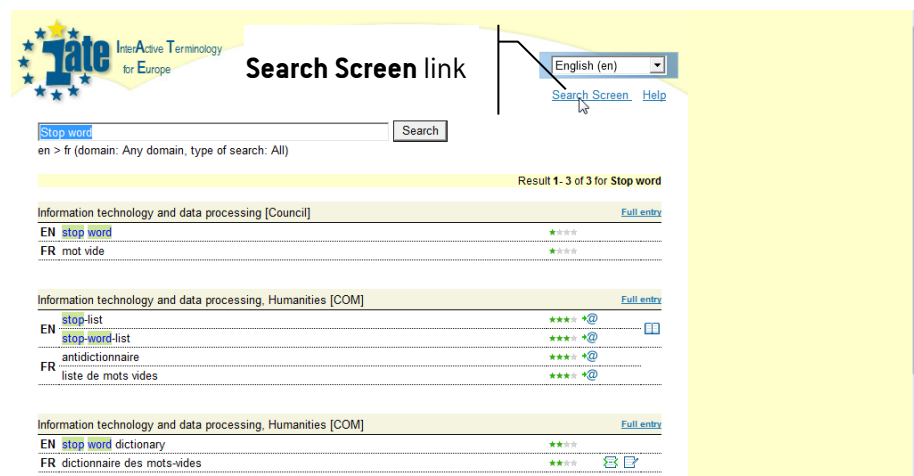 Iate InterActive Terminology
for Europe
Search Screen link
English (en)
Search Screen Help
Stop word Search
en > fr (domain: Any domain, type of search: All)
Result 1- 3 of 3 for Stop word
Information technology and data processing [Council] Full entry
EN stop word
FR mot vide
Information technology and data processing, Humanities [COM] Full entry
EN stop-list
stop-word-list
FR antidictionnaire
liste de mots vides
Information technology and data processing, Humanities [COM] Full entry
EN stop word dictionary
FR dictionnaire des mots-vides